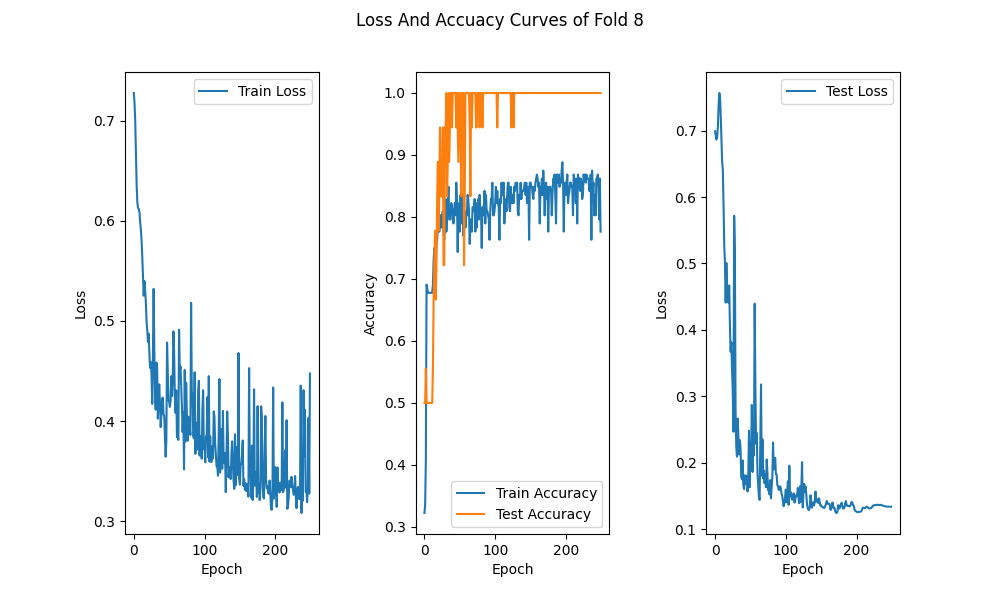 Loss And Accuacy Curves of Fold 8
Train Loss
0.7
0.6
0.5
0.4
0.3
Loss
0
100
200
Epoch
1.0
0.9
0.8
0.7
0.6
0.5
0.4
0.3
Accuracy
Train Accuracy
Test Accuracy
0
100
200
Epoch
Test Loss
0.7
0.6
0.5
0.4
0.3
0.2
0.1
Loss
0
100
200
Epoch